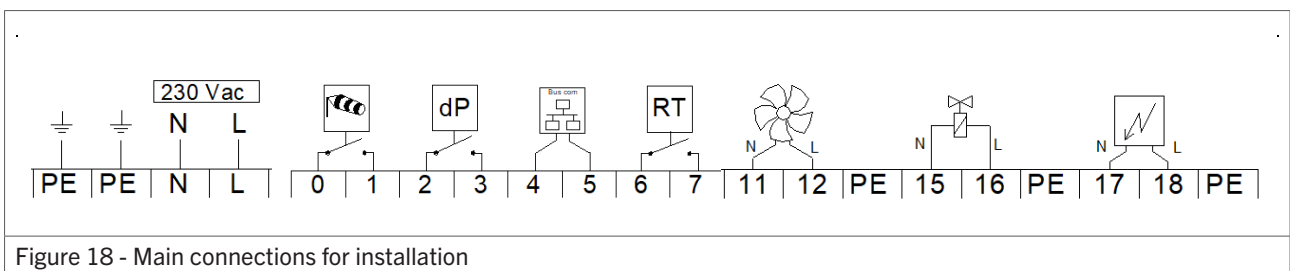 230 Vac
N L
Bus com
dP RT
N L N L N L
PE PE N L 0 1 2 3 4 5 6 7 11 12 PE 15 16 PE 17 18 PE
Figure 18 - Main connections for installation